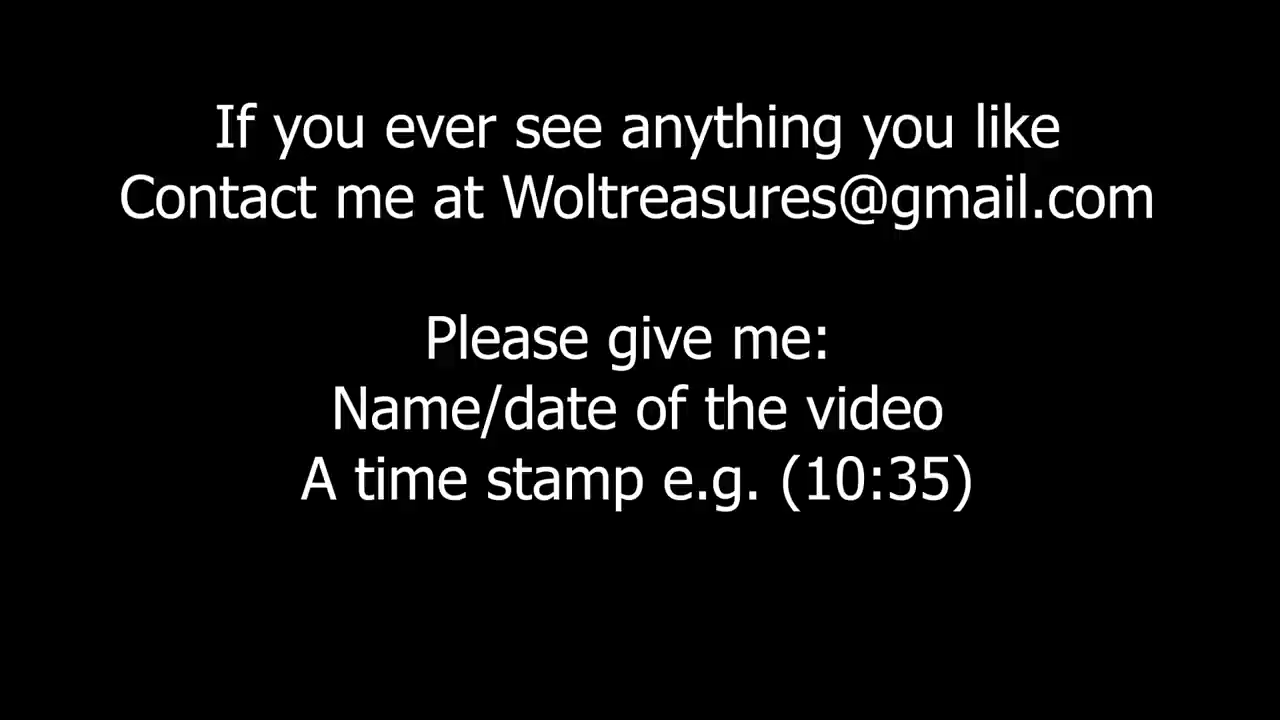 If you ever see anything you like
Contact me at Woltreasures@gmail.com
Please give me:
Name/date of the video
A time stamp e.g. (10:35)